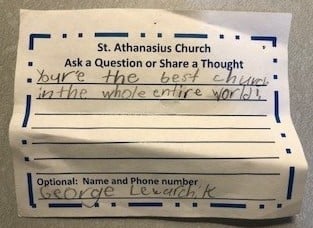 St. Athanasius Church
Ask a Question or Share a Thought
your'e the best church
in the whole entire world!
Optional: Name and Phone number
George Lewarchik